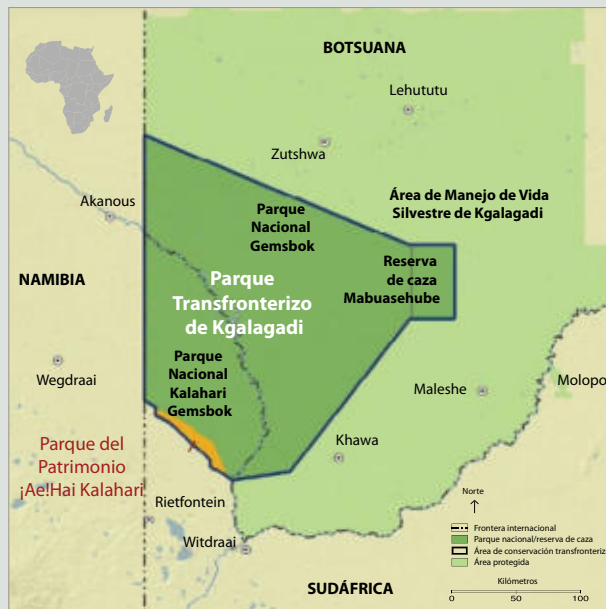 BOTSUANA
Lehututu
Zutshwa
Akanous
Área de Manejo de Vida
Silvestre de Kgalagadi
Parque
Nacional
Gemsbok
Reserva
de caza
Mabuasehube
NAMIBIA
Parque
Transfronterizo
de Kgalagadi
Parque
Nacional
Kalahari
Gemsbok
Wegdraai
Maleshe
Molopo
Khawa
Parque del
Patrimonio
¡Ae!Hai Kalahari
Rietfontein
Witdraai
SUDÁFRICA
Norte
Frontera internacional
Parque nacional/reserva de caza
Área de conservación transfronteriz
Área protegida
Kilómetros
0 50 100